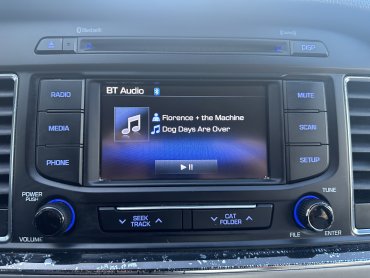 Bluetooth
DISP
BT Audio
RADIO
MEDIA
PHONE
Florence + the Machine
Dog Days Are Over
MUTE
SCAN
SETUP
POWER
PUSH
VOLUME
SEEK
TRACK
CAT
FOLDER
TUNE
FILE
ENTER